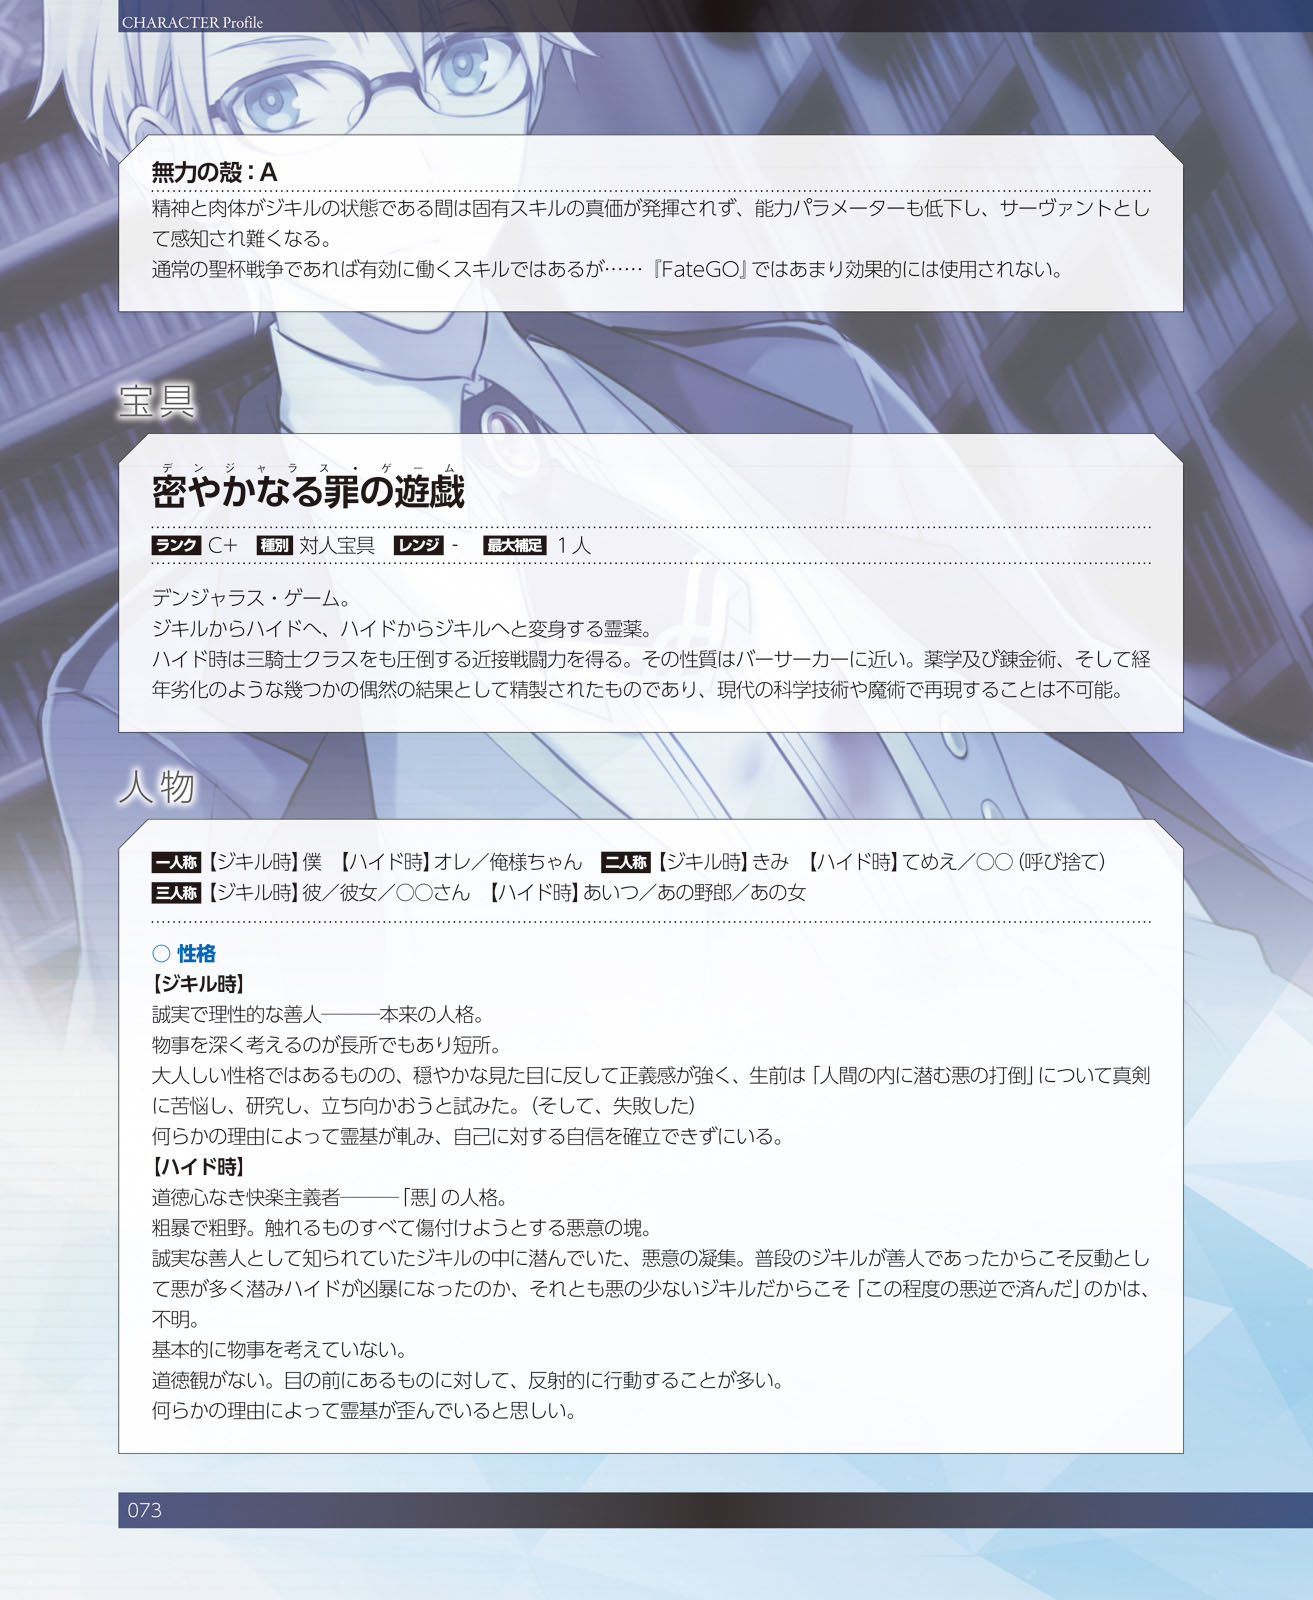 CHARACTER Profile
無力の殻：A
精神と肉体がジキルの状態である間は固有スキルの真価が発揮されず、能力パラメーターも低下し、サーヴァントとし
て感知され難くなる。
通常の聖杯戦争であれば有効に働くスキルではあるが……『FateGO』ではあまり効果的には使用されない。
宝具
デンジャラス・ゲーム
密やかなる罪の遊戯
ランク C+ 種別 対人宝具 レンジ - 最大補足 1人
デンジャラス・ゲーム。
ジキルからハイドへ、ハイドからジキルへと変身する霊薬。
ハイド時は三騎士クラスをも圧倒する近接戦闘力を得る。その性質はバーサーカーに近い。薬学及び錬金術、そして経
年劣化のような幾つかの偶然の結果として精製されたものであり、現代の科学技術や魔術で再現することは不可能。
人物
一人称【ジキル時】僕 【ハイド時】オレ／俺様ちゃん 二人称【ジキル時】きみ 【ハイド時】てめえ／○○（呼び捨て）
三人称【ジキル時】彼／彼女／○○さん 【ハイド時】あいつ／あの野郎／あの女
○ 性格
【ジキル時】
誠実で理性的な善人———本来の人格。
物事を深く考えるのが長所でもあり短所。
大人しい性格ではあるものの、穏やかな見た目に反して正義感が強く、生前は「人間の内に潜む悪の打倒」について真剣
に苦悩し、研究し、立ち向かおうと試みた。（そして、失敗した）
何らかの理由によって霊基が軋み、自己に対する自信を確立できずにいる。
【ハイド時】
道徳心なき快楽主義者———「悪」の人格。
粗暴で粗野。触れるものすべて傷付けようとする悪意の塊。
誠実な善人として知られていたジキルの中に潜んでいた、悪意の凝集。普段のジキルが善人であったからこそ反動とし
て悪が多く潜みハイドが凶暴になったのか、それとも悪の少ないジキルだからこそ「この程度の悪逆で済んだ」のかは、
不明。
基本的に物事を考えていない。
道徳観がない。目の前にあるものに対して、反射的に行動することが多い。
何らかの理由によって霊基が歪んでいると思しい。
073